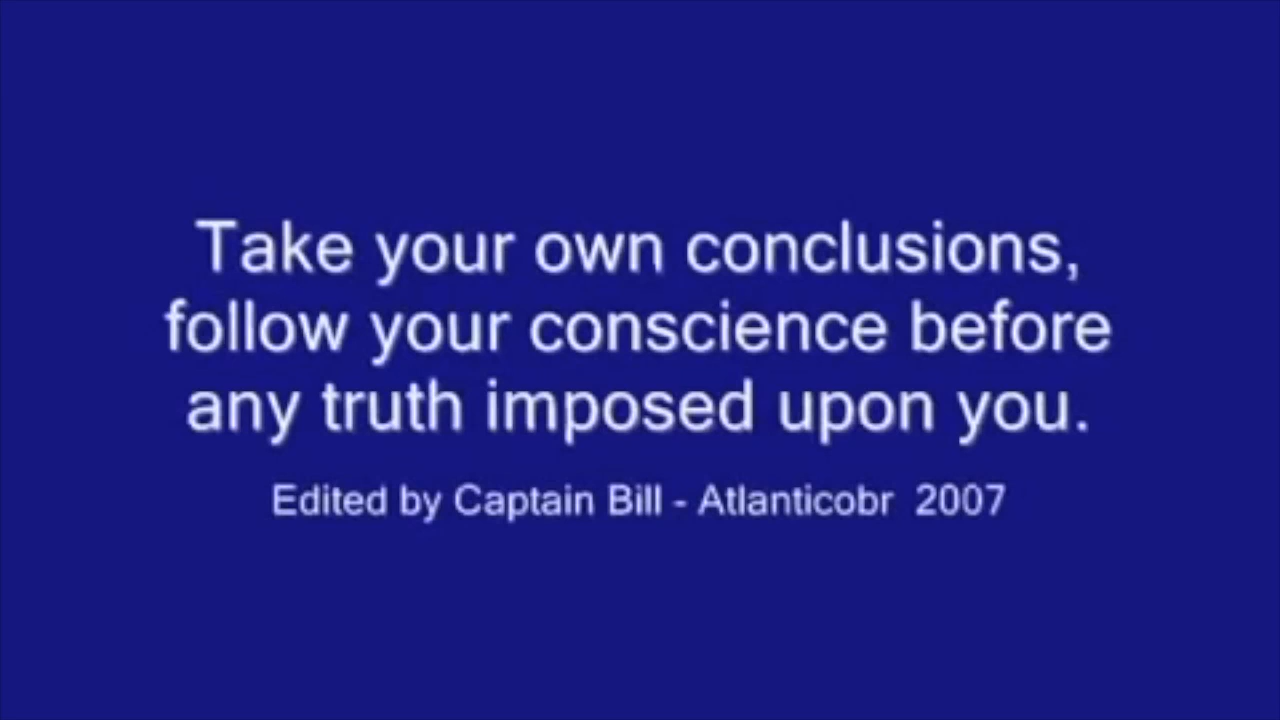 Take your own conclusions,
follow your conscience before
any truth imposed upon you.
Edited by Captain Bill - Atlanticobr 2007